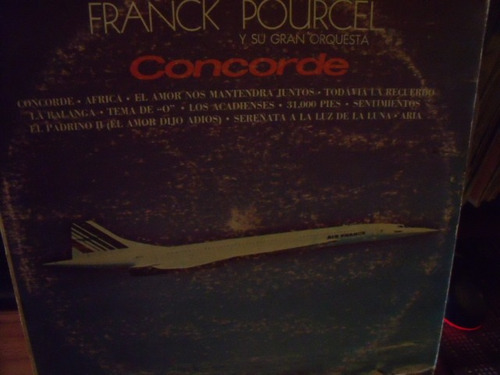 FRANCK POURCEL
Y SU GRAN ORQUESTA
Concorde
CONCORDE • AFRICA • EL AMOR NOS MANTENDRA JUNTOS • TODAVIA LA RECUERDO
LA BALANGA • TEMA DE "O" • LOS ACADIENSES • 31,000 PIES • SENTIMIENTOS
EL PADRINO II (EL AMOR DIJO ADIOS) • SERENATA A LA LUZ DE LA LUNA • ARIA
AIR FRANCE